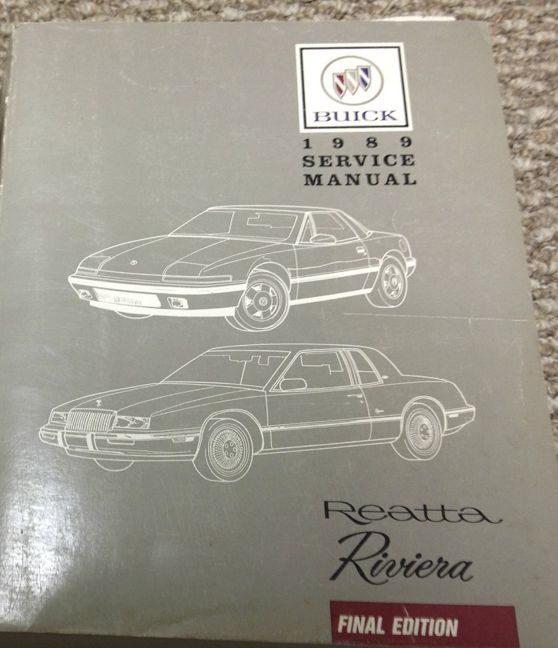 BUICK
1989
SERVICE
MANUAL
Reatta
Riviera
FINAL EDITION